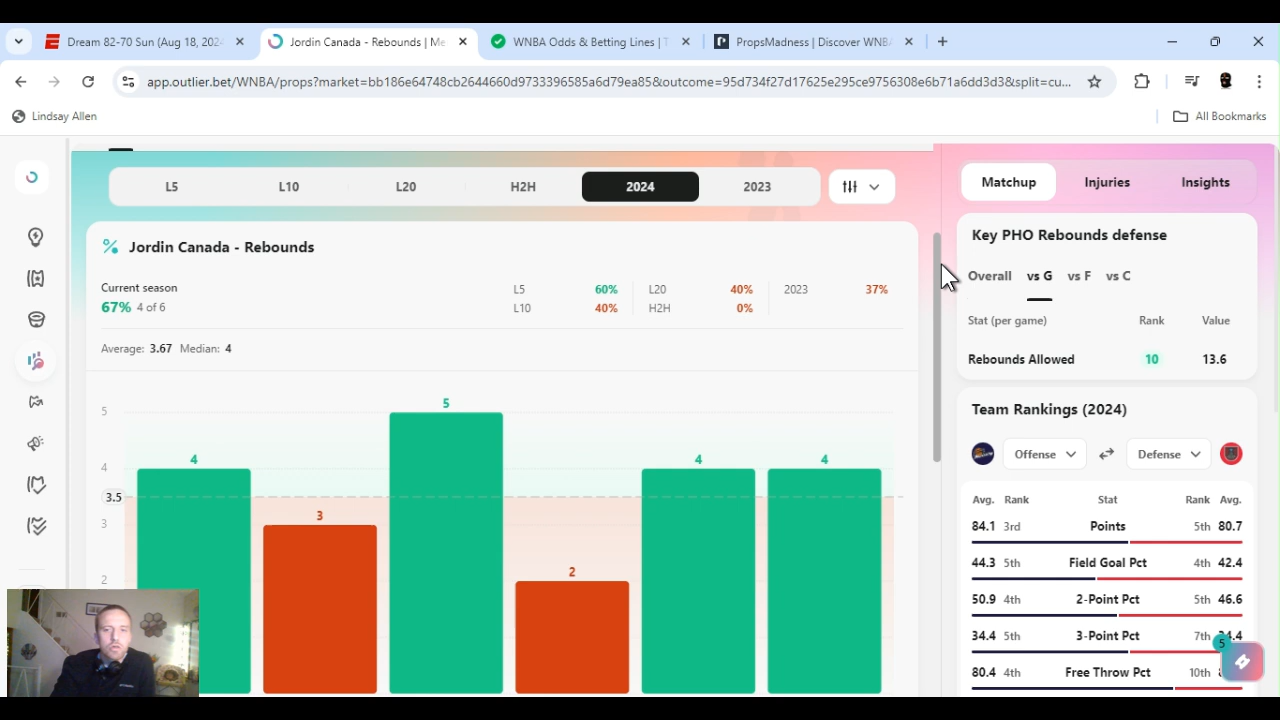 Dream 82-70 Sun (Aug 18, 202
Jordin Canada - Rebounds | Me
WNBA Odds & Betting Lines | T
PropsMadness | Discover WNB
app.outlier.bet/WNBA/props?market=bb186e64748cb2644660d9733396585a6d79ea85&outcome=95d734f27d17625e295ce9756308e6b71a6dd3d3&split=cu...
Lindsay Allen
All Bookmarks
L5 L10 L20 H2H 2024 2023
Matchup Injuries Insights
Jordin Canada - Rebounds
Current season
67% 4 of 6
L5 60% L20 40% 2023 37%
L10 40% H2H 0%
Average: 3.67 Median: 4
5
4
3.5
3
2
4
3
5
2
4
4
Key PHO Rebounds defense
Overall vs G vs F vs C
Stat (per game) Rank Value
Rebounds Allowed 10 13.6
Team Rankings (2024)
Offense Defense
Avg. Rank Stat Rank Avg.
84.1 3rd Points 5th 80.7
44.3 5th Field Goal Pct 4th 42.4
50.9 4th 2-Point Pct 5th 46.6
34.4 5th 3-Point Pct 7th
5
80.4 4th Free Throw Pct 10th